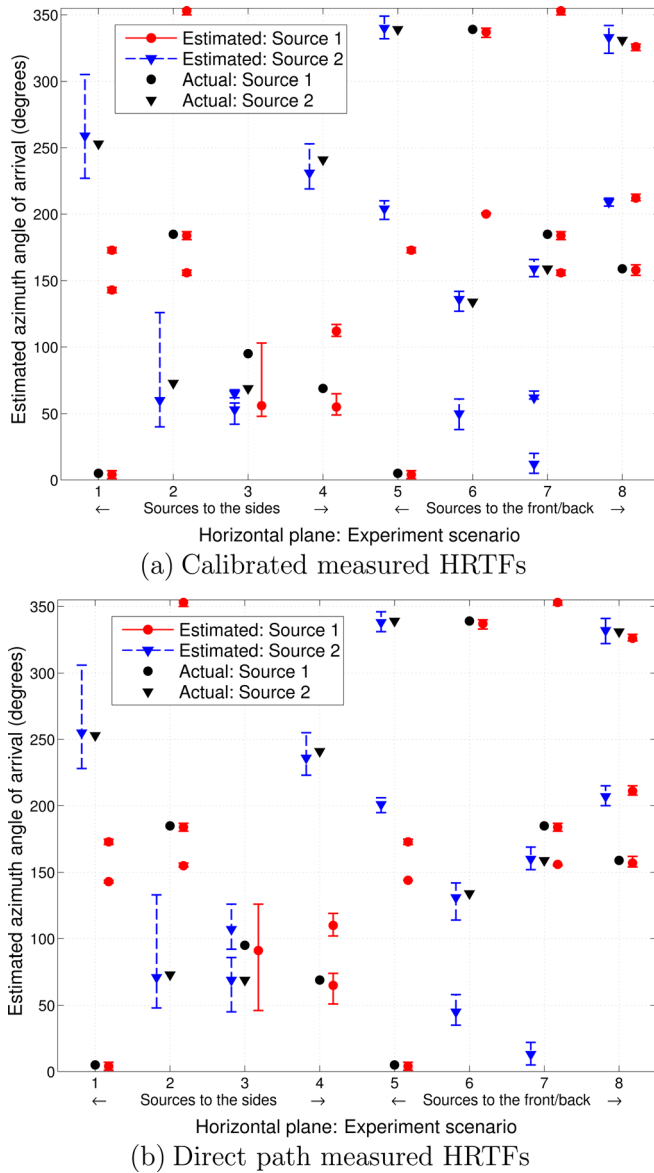 350
300
250
200
150
100
50
0
Estimated azimuth angle of arrival (degrees)
Estimated: Source 1
Estimated: Source 2
Actual: Source 1
Actual: Source 2
1 2 3 4 5 6 7 8
← Sources to the sides → ← Sources to the front/back →
Horizontal plane: Experiment scenario
(a) Calibrated measured HRTFs
350
300
250
200
150
100
50
0
Estimated azimuth angle of arrival (degrees)
Estimated: Source 1
Estimated: Source 2
Actual: Source 1
Actual: Source 2
1 2 3 4 5 6 7 8
← Sources to the sides → ← Sources to the front/back →
Horizontal plane: Experiment scenario
(b) Direct path measured HRTFs